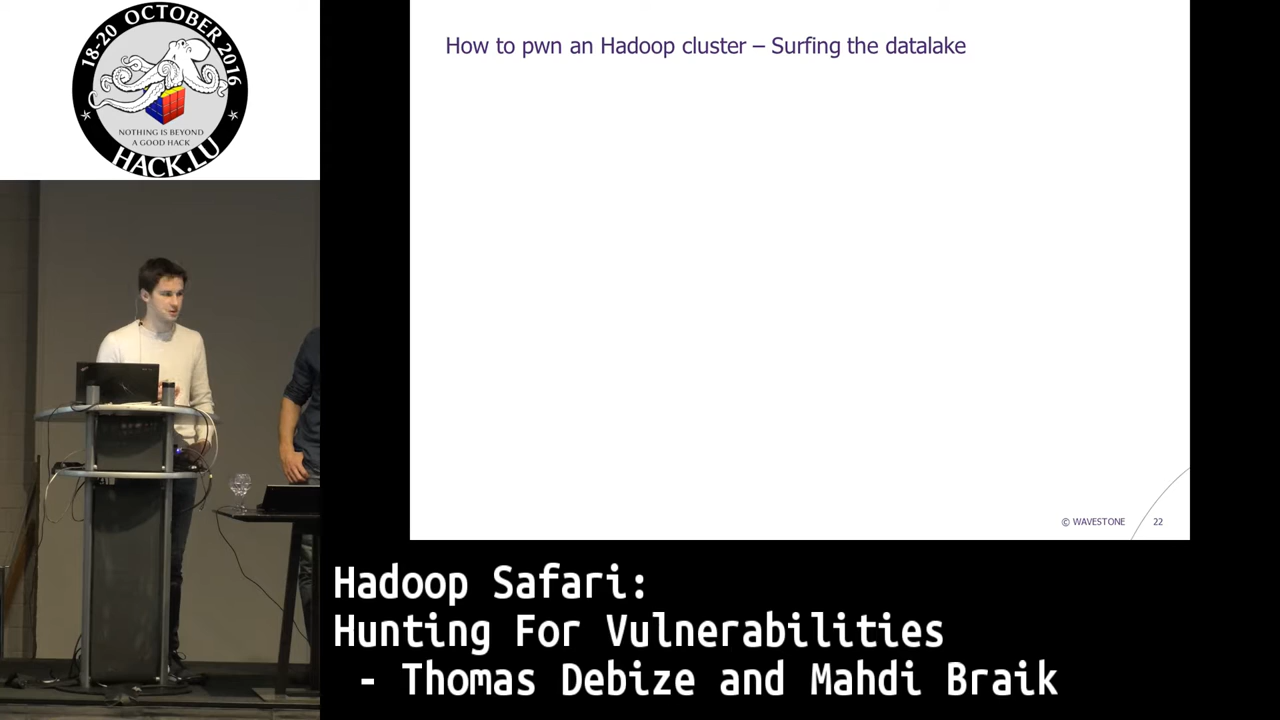 18-20 OCTOBER 2016
NOTHING IS BEYOND
A GOOD HACK
HACK.LU
How to pwn an Hadoop cluster – Surfing the datalake
© WAVESTONE 22
Hadoop Safari:
Hunting For Vulnerabilities
- Thomas Debize and Mahdi Braik